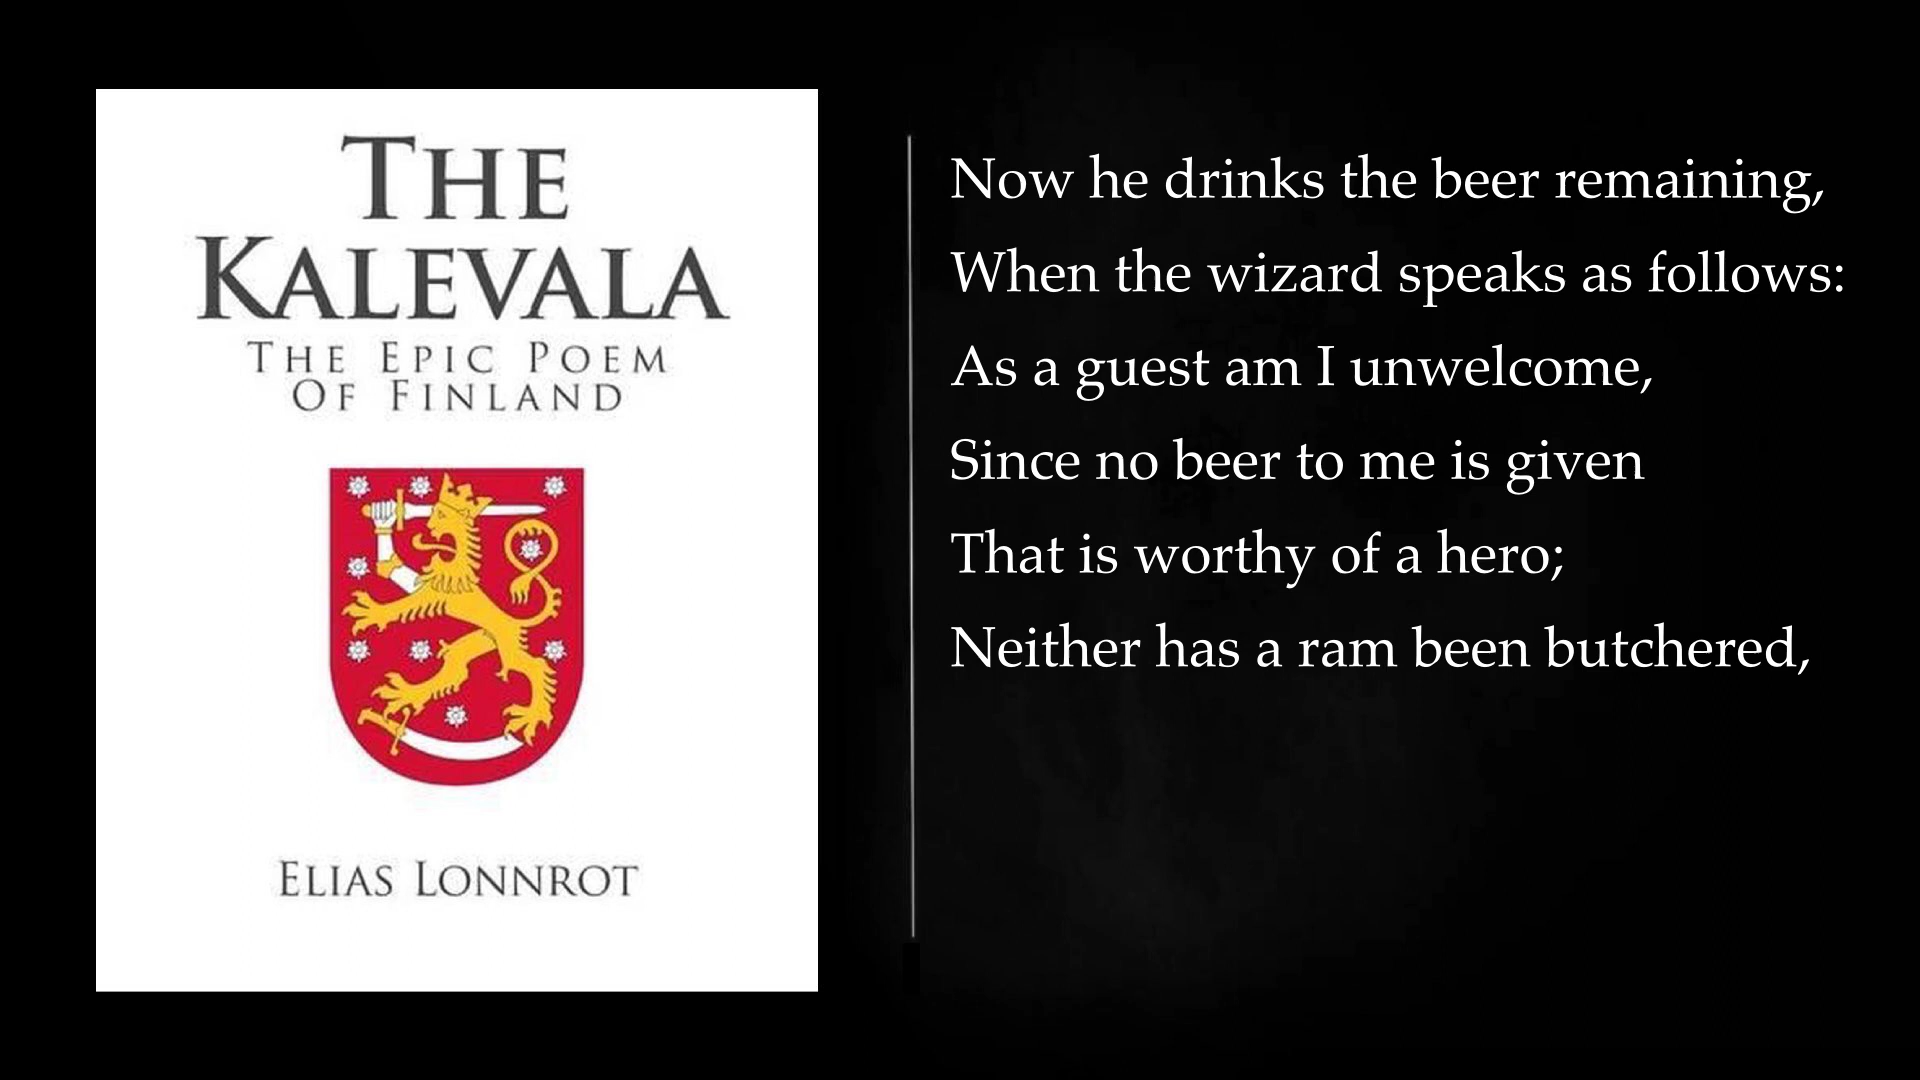 THE
KALEVALA
THE EPIC POEM
OF FINLAND
ELIAS LONNROT
Now he drinks the beer remaining,
When the wizard speaks as follows:
As a guest am I unwelcome,
Since no beer to me is given
That is worthy of a hero;
Neither has a ram been butchered,